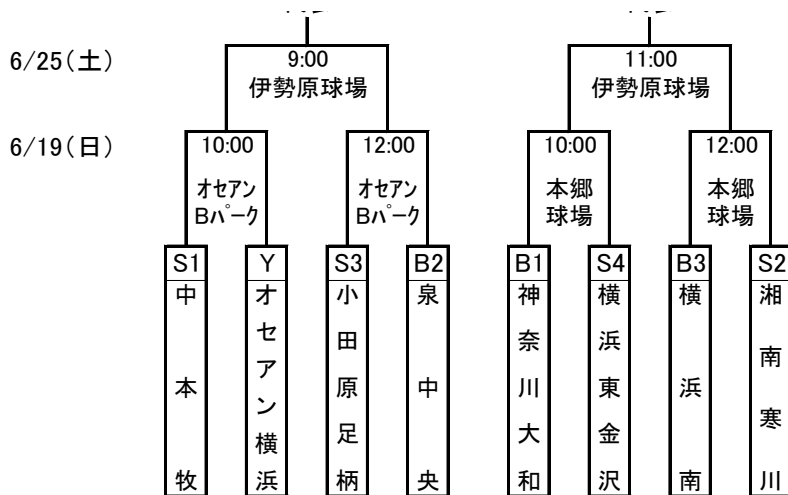 6/25(土)
9:00
伊勢原球場
11:00
伊勢原球場
6/19(日)
10:00
オセアン
Bパーク
12:00
オセアン
Bパーク
10:00
本郷
球場
12:00
本郷
球場
S1
中本牧
Y
オセアン横浜
S3
小田原足柄
B2
泉中央
B1
神奈川大和
S4
横浜東金沢
B3
横浜南
S2
湘南寒川